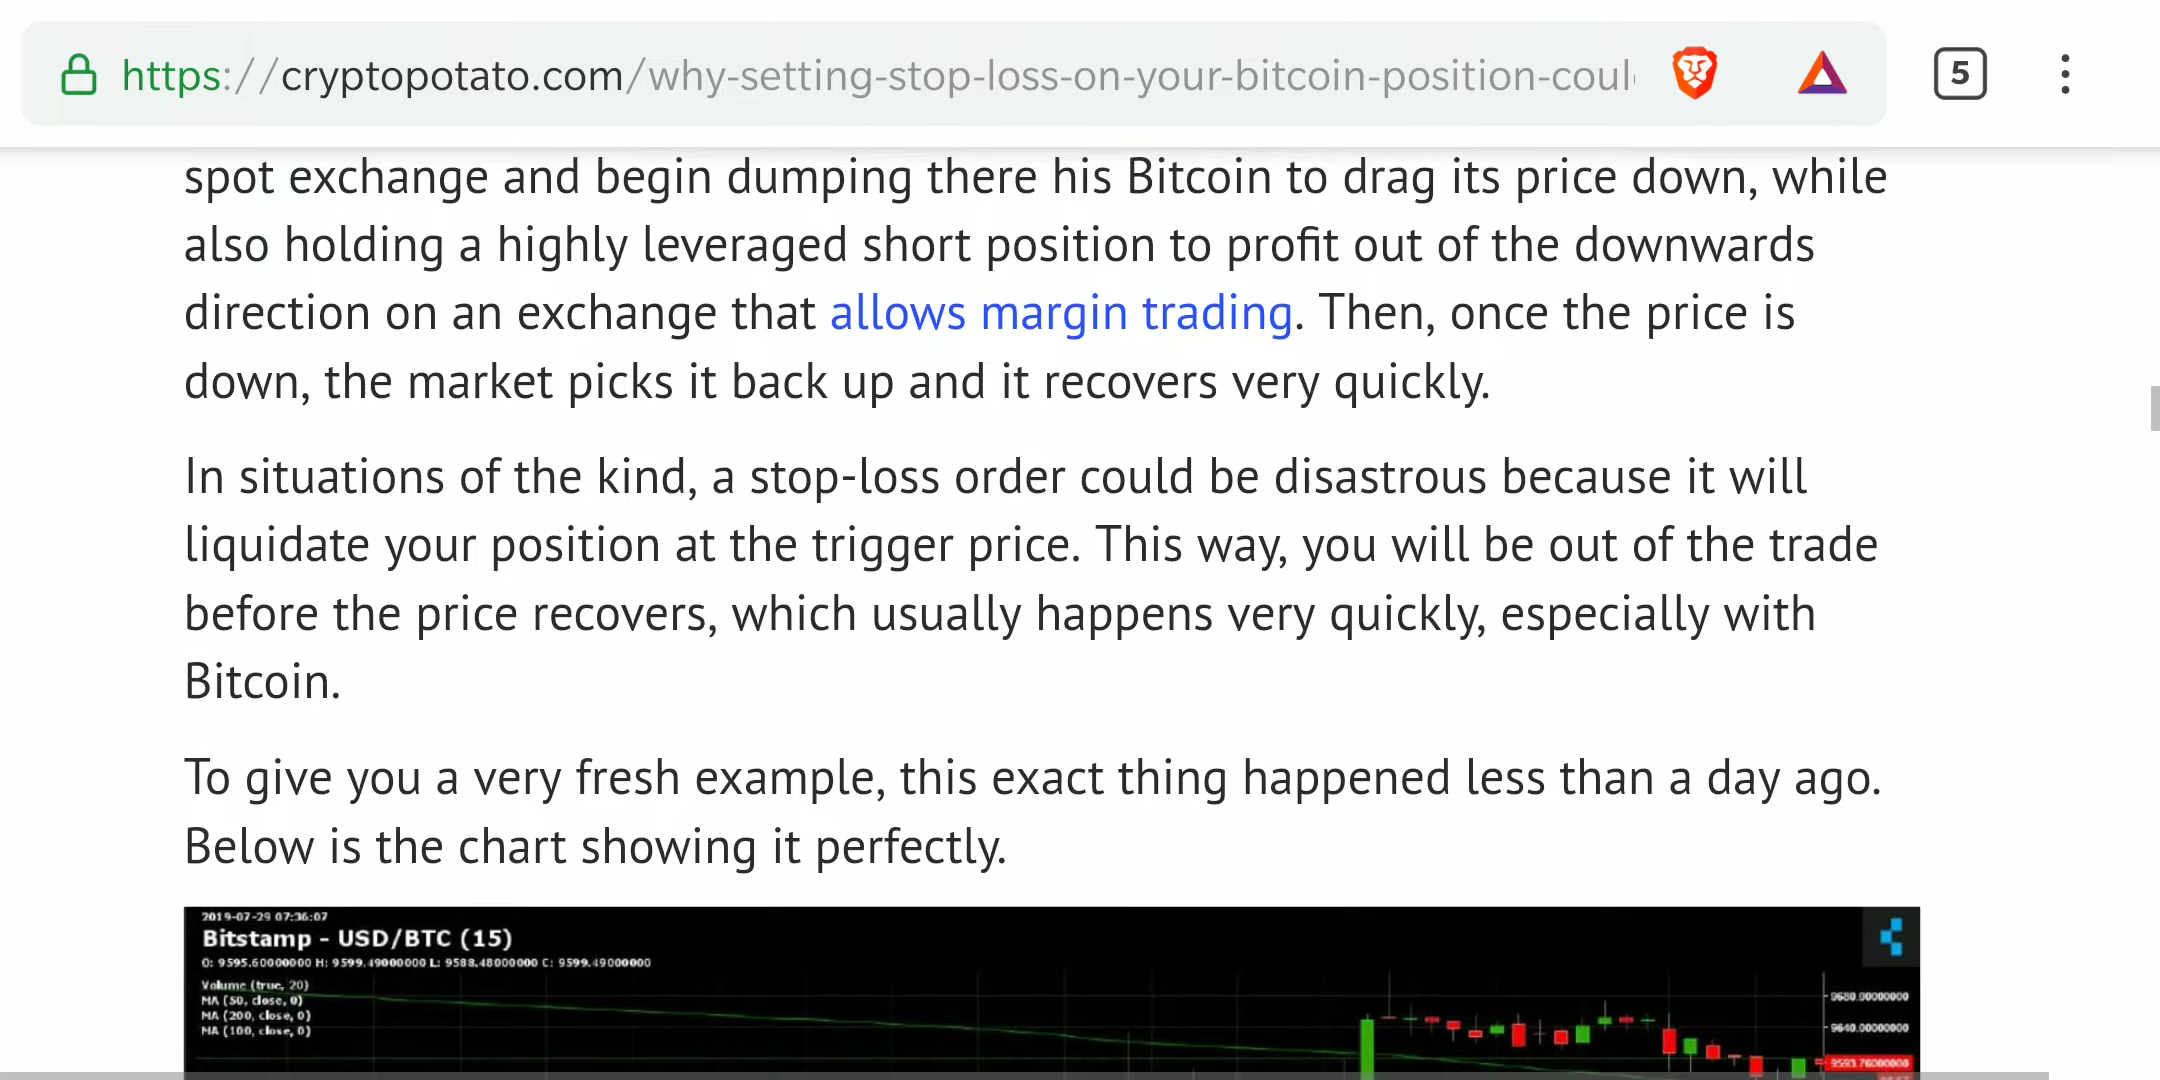 https://cryptopotato.com/why-setting-stop-loss-on-your-bitcoin-position-coul
5
spot exchange and begin dumping there his Bitcoin to drag its price down, while
also holding a highly leveraged short position to profit out of the downwards
direction on an exchange that allows margin trading. Then, once the price is
down, the market picks it back up and it recovers very quickly.
In situations of the kind, a stop-loss order could be disastrous because it will
liquidate your position at the trigger price. This way, you will be out of the trade
before the price recovers, which usually happens very quickly, especially with
Bitcoin.
To give you a very fresh example, this exact thing happened less than a day ago.
Below is the chart showing it perfectly.
2019-07-29 07:36:07
Bitstamp - USD/BTC (15)
O: 9595.60000000 H: 9599.49000000 L: 9588.48000000 C: 9599.49000000
Volume (true, 20)
MA (50, close, 0)
MA (200, close, 0)
MA (100, close, 0)
9680.00000000
9640.00000000
9593.76000000